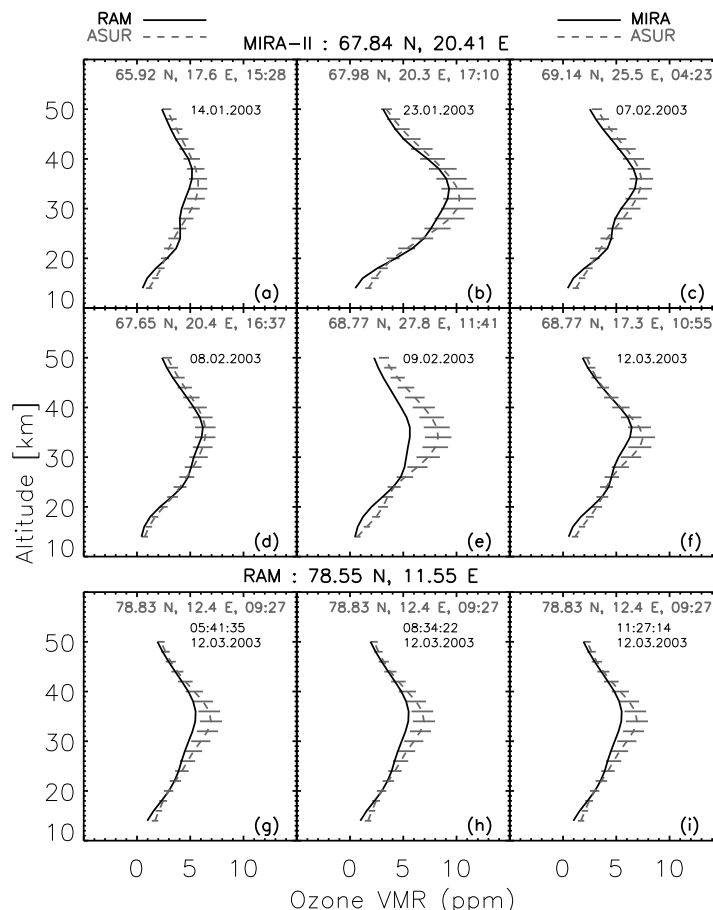 RAM MIRA
ASUR ASUR
MIRA-II : 67.84 N, 20.41 E
65.92 N, 17.6 E, 15:28 67.98 N, 20.3 E, 17:10 69.14 N, 25.5 E, 04:23
50 14.01.2003 23.01.2003 07.02.2003
40
30
20
10 (a) (b) (c)
67.65 N, 20.4 E, 16:37 68.77 N, 27.8 E, 11:41 68.77 N, 17.3 E, 10:55
50 08.02.2003 09.02.2003 12.03.2003
40
30
20
10 (d) (e) (f)
Altitude [km]
RAM : 78.55 N, 11.55 E
78.83 N, 12.4 E, 09:27 78.83 N, 12.4 E, 09:27 78.83 N, 12.4 E, 09:27
05:41:35 08:34:22 11:27:14
50 12.03.2003 12.03.2003 12.03.2003
40
30
20
10 (g) (h) (i)
0 5 10 0 5 10 0 5 10
Ozone VMR (ppm)